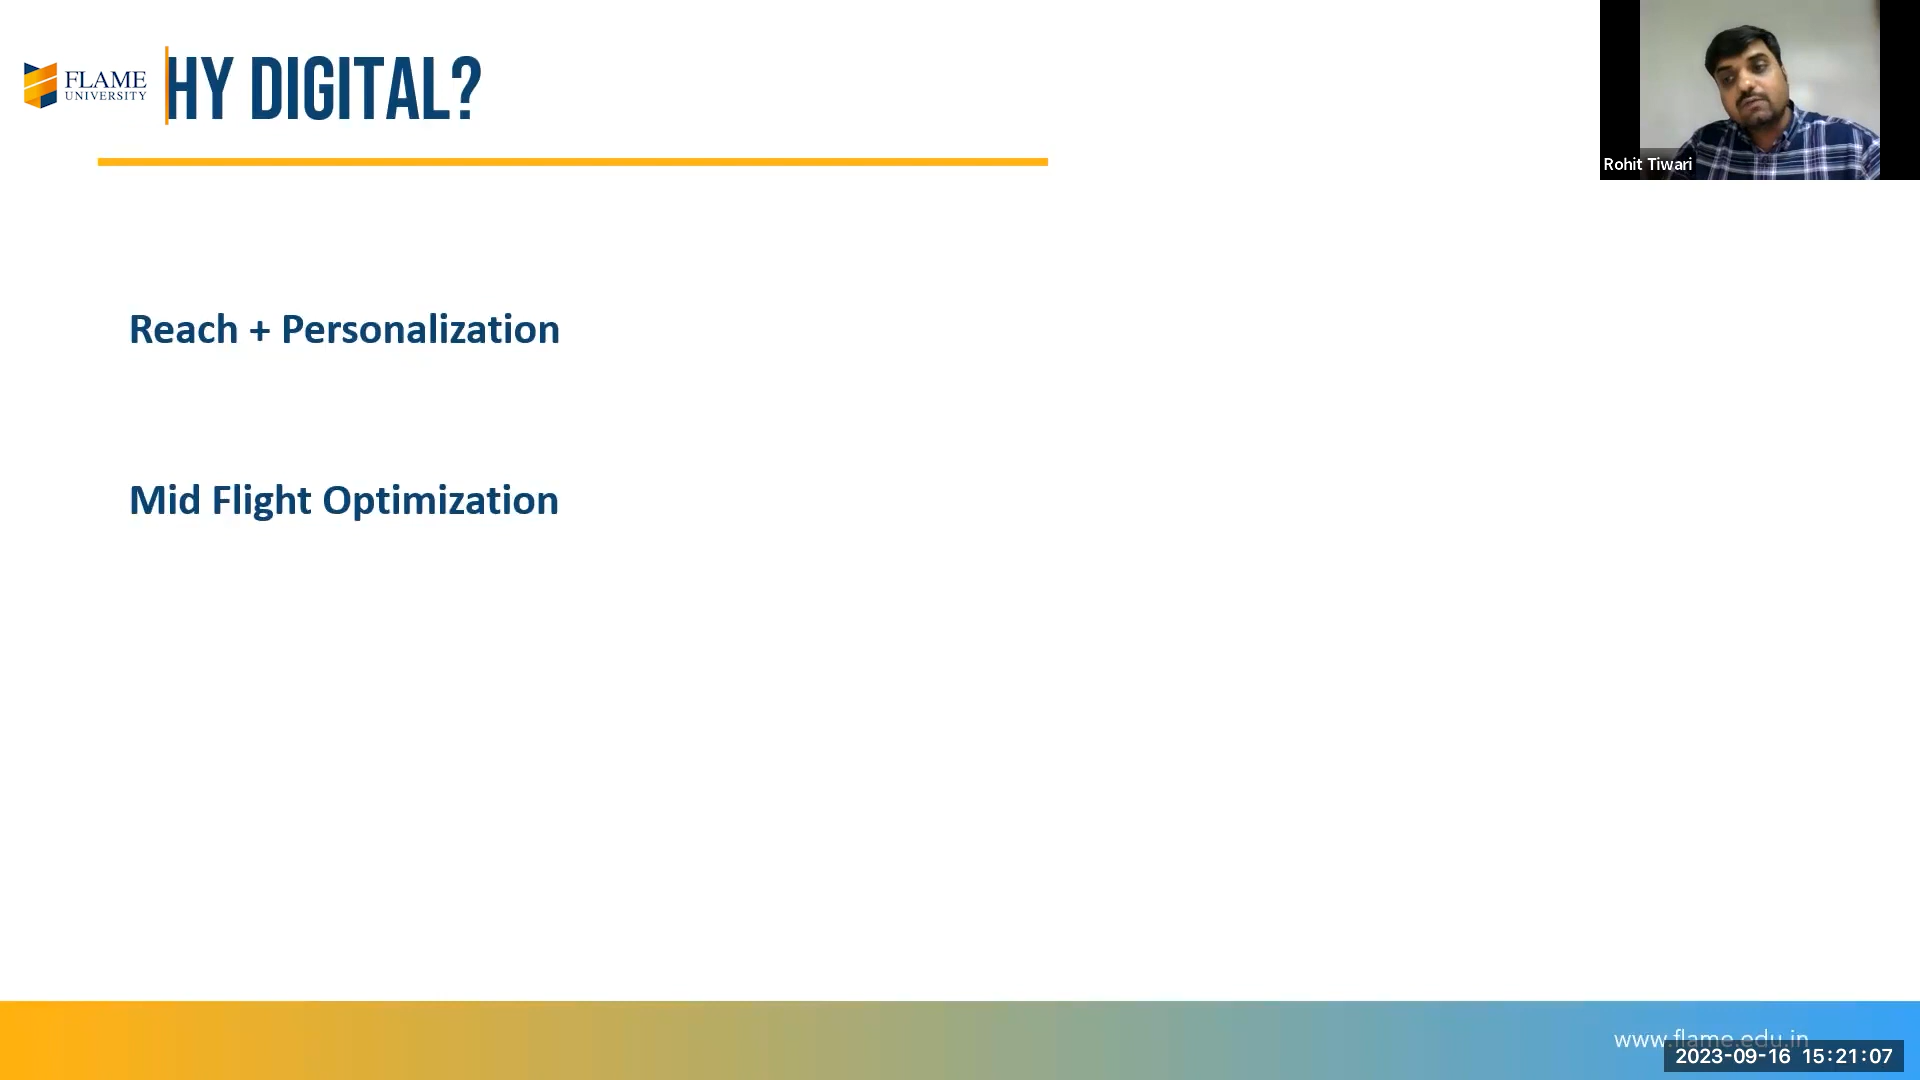 FLAME
UNIVERSITY
HY DIGITAL?
Rohit Tiwari
Reach + Personalization
Mid Flight Optimization
www.flame.edu.in
2023-09-16 15:21:07